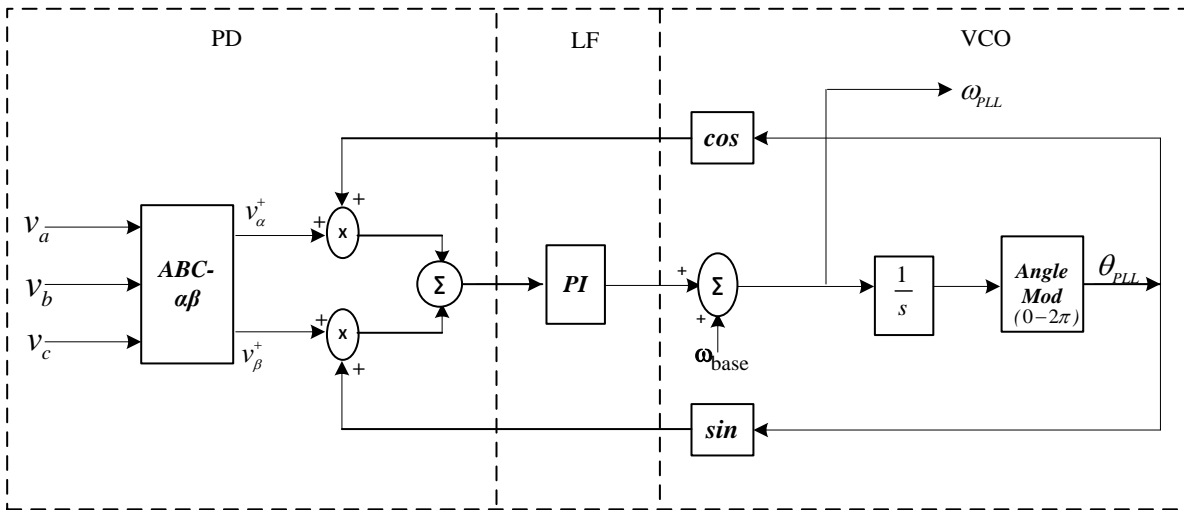 PD
LF
VCO
ω_PLL
cos
+
v_a
v_b
v_c
ABC-
αβ
v_α^+
+
x
Σ
v_β^+
+
x
+
PI
+
Σ
+
ω_base
1
s
Angle
Mod
(0−2π)
θ_PLL
sin